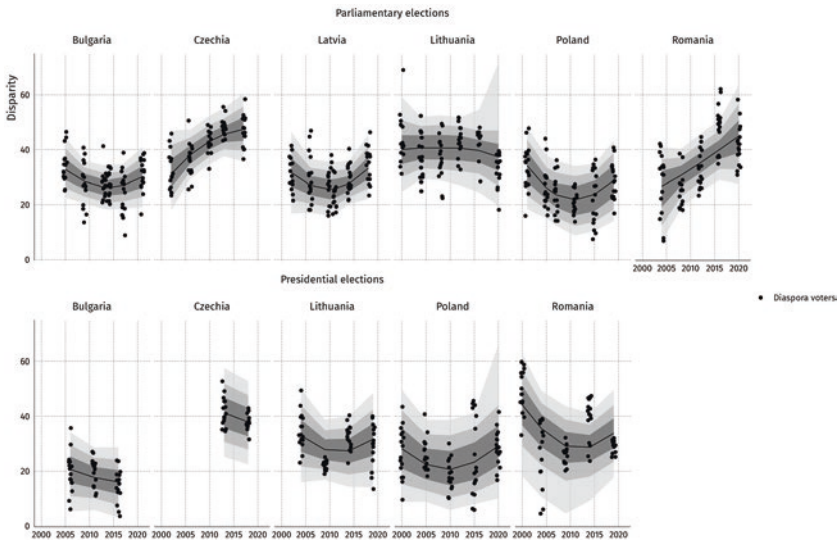 Parliamentary elections
Bulgaria Czechia Latvia Lithuania Poland Romania
Disparity
60
40
20
0
2000 2005 2010 2015 2020
Presidential elections
Bulgaria Czechia Lithuania Poland Romania
Diaspora voters
60
40
20
0
2000 2005 2010 2015 2020 2000 2005 2010 2015 2020 2000 2005 2010 2015 2020 2000 2005 2010 2015 2020 2000 2005 2010 2015 2020